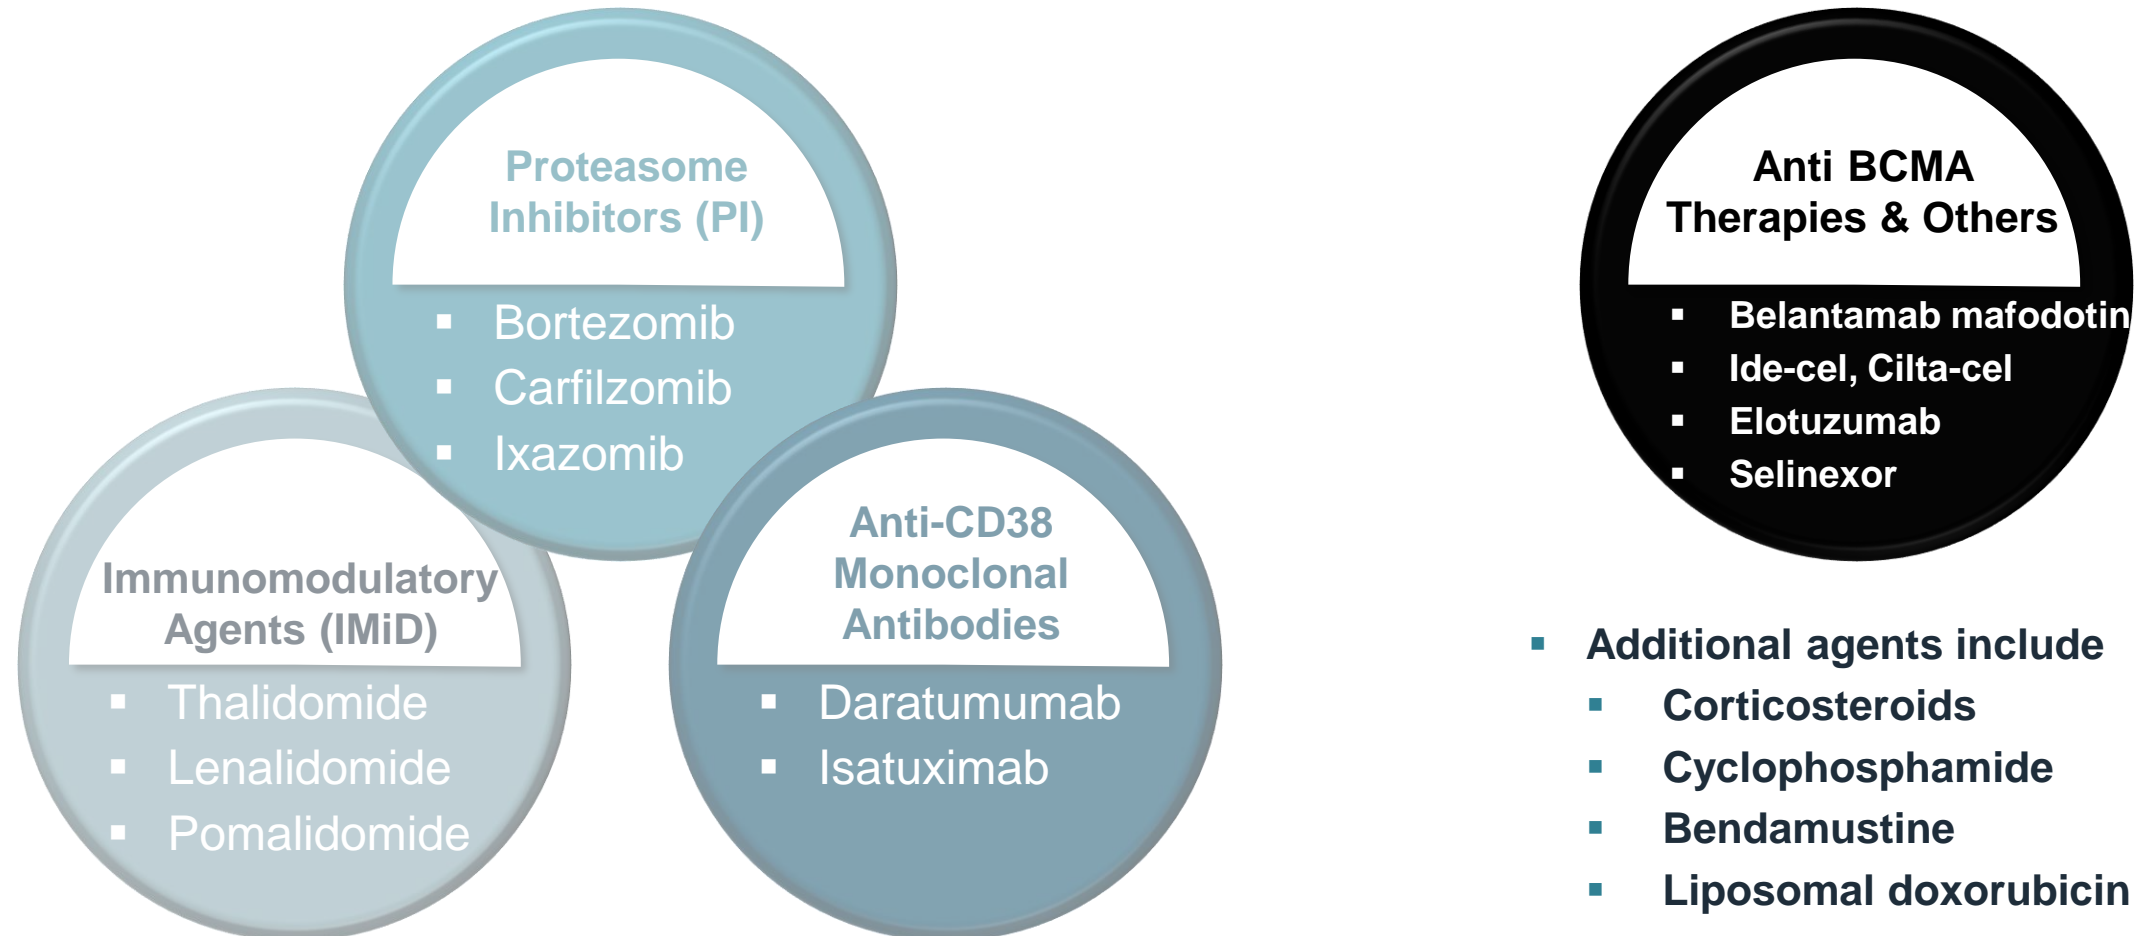 Proteasome
Inhibitors (PI)
▪ Bortezomib
▪ Carfilzomib
▪ Ixazomib
Immunomodulatory
Agents (IMiD)
▪ Thalidomide
▪ Lenalidomide
▪ Pomalidomide
Anti-CD38
Monoclonal
Antibodies
▪ Daratumumab
▪ Isatuximab
Anti BCMA
Therapies & Others
▪ Belantamab mafodotin
▪ Ide-cel, Cilta-cel
▪ Elotuzumab
▪ Selinexor
▪ Additional agents include
▪ Corticosteroids
▪ Cyclophosphamide
▪ Bendamustine
▪ Liposomal doxorubicin